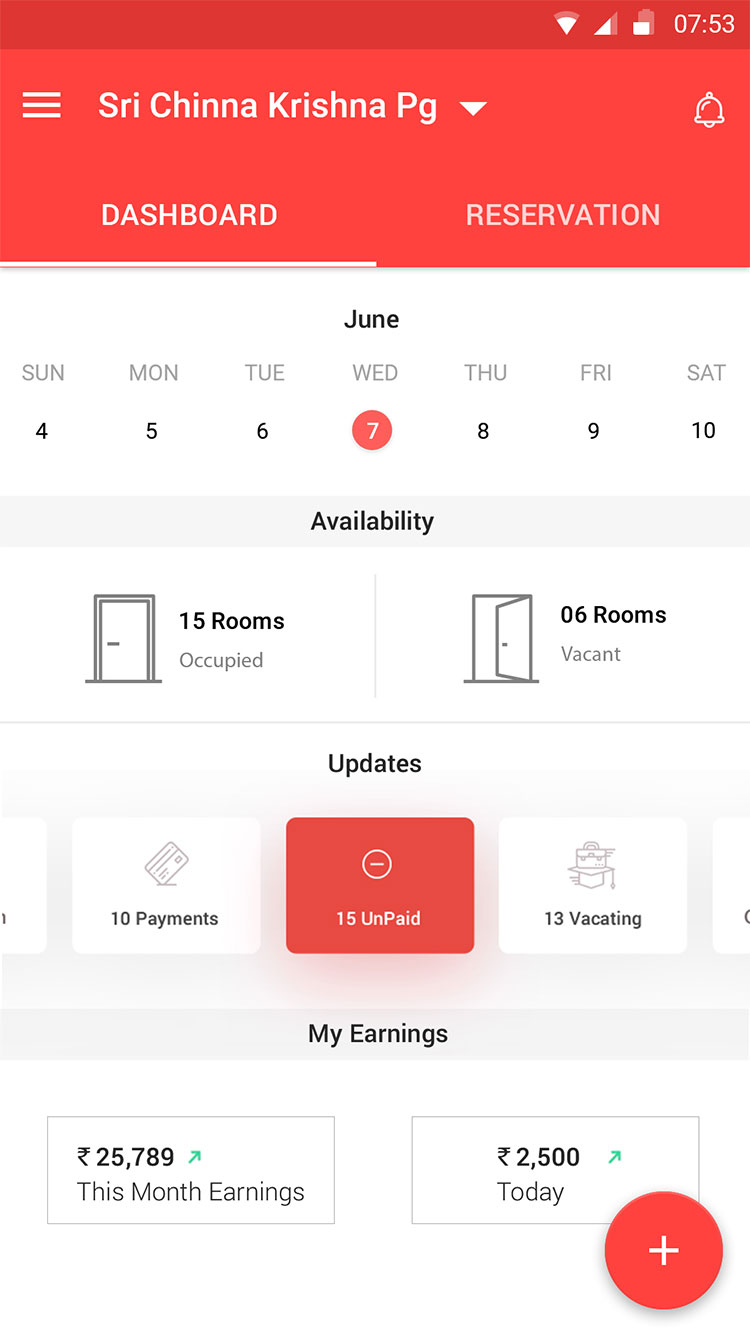 07:53
Sri Chinna Krishna Pg
DASHBOARD RESERVATION
June
SUN MON TUE WED THU FRI SAT
4 5 6 7 8 9 10
Availability
15 Rooms
Occupied
06 Rooms
Vacant
Updates
10 Payments
15 UnPaid
13 Vacating
My Earnings
₹ 25,789
This Month Earnings
₹ 2,500
Today
+